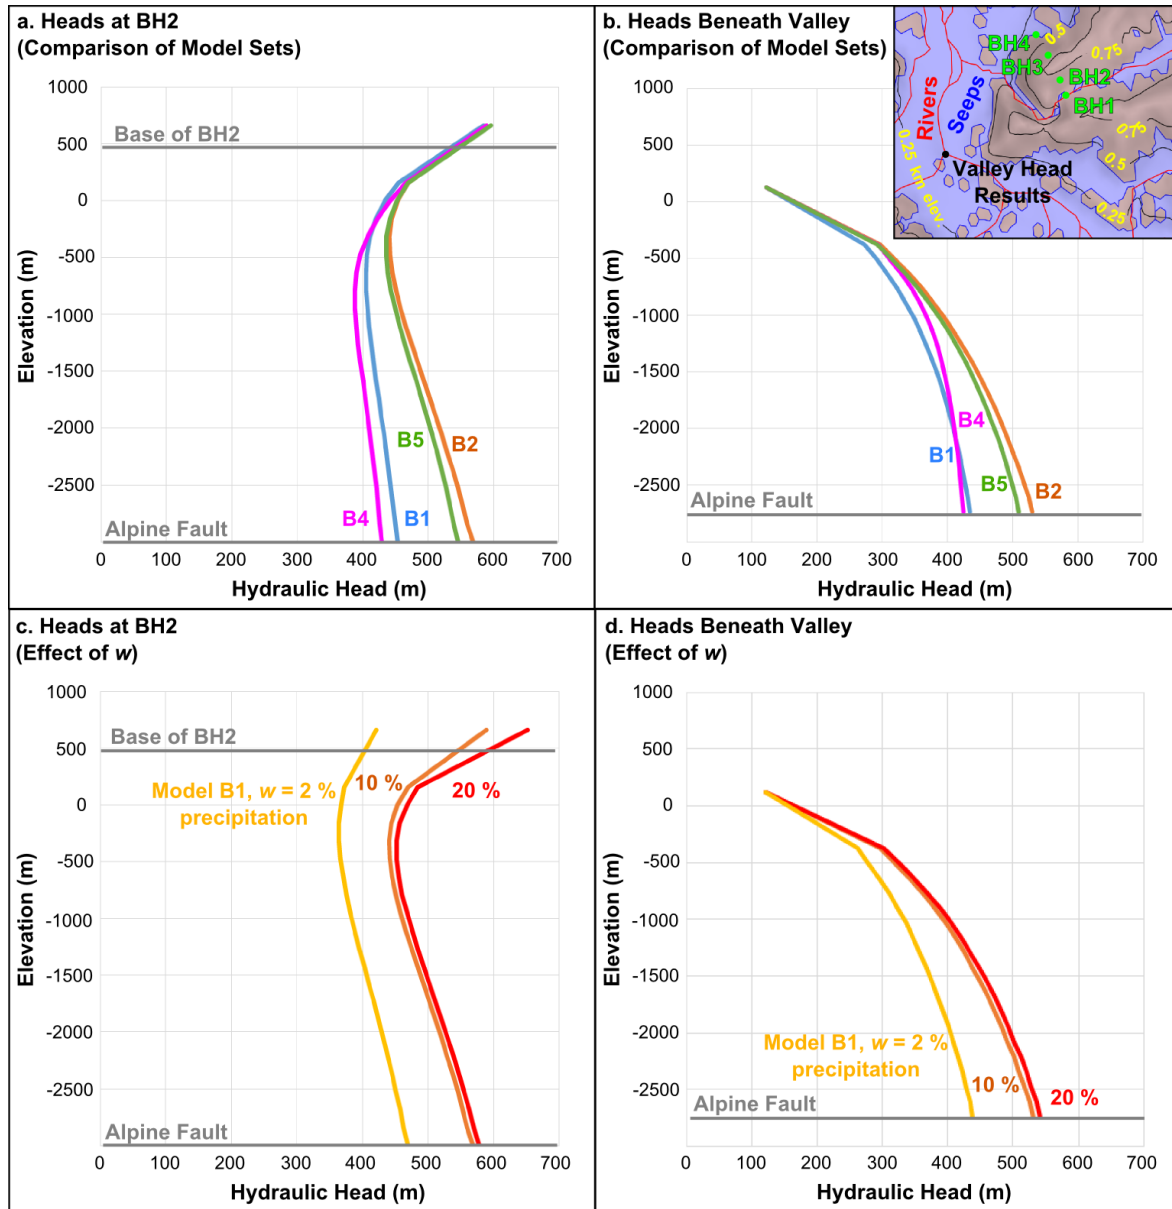 a. Heads at BH2
(Comparison of Model Sets)
1000
500
0
-500
-1000
-1500
-2000
-2500
Elevation (m)
Base of BH2
B5
B2
B4
B1
Alpine Fault
0 100 200 300 400 500 600 700
Hydraulic Head (m)
b. Heads Beneath Valley
(Comparison of Model Sets)
1000
500
0
-500
-1000
-1500
-2000
-2500
Elevation (m)
BH4
BH3
BH2
BH1
0.5
0.75
0.75
0.5
0.25
0.25 km elev.
Rivers
Seeps
Valley Head
Results
B4
B1
B5
B2
Alpine Fault
0 100 200 300 400 500 600 700
Hydraulic Head (m)
c. Heads at BH2
(Effect of w)
1000
500
0
-500
-1000
-1500
-2000
-2500
Elevation (m)
Base of BH2
Model B1, w = 2 %
precipitation
10 %
20 %
Alpine Fault
0 100 200 300 400 500 600 700
Hydraulic Head (m)
d. Heads Beneath Valley
(Effect of w)
1000
500
0
-500
-1000
-1500
-2000
-2500
Elevation (m)
Model B1, w = 2 %
precipitation
10 %
20 %
Alpine Fault
0 100 200 300 400 500 600 700
Hydraulic Head (m)